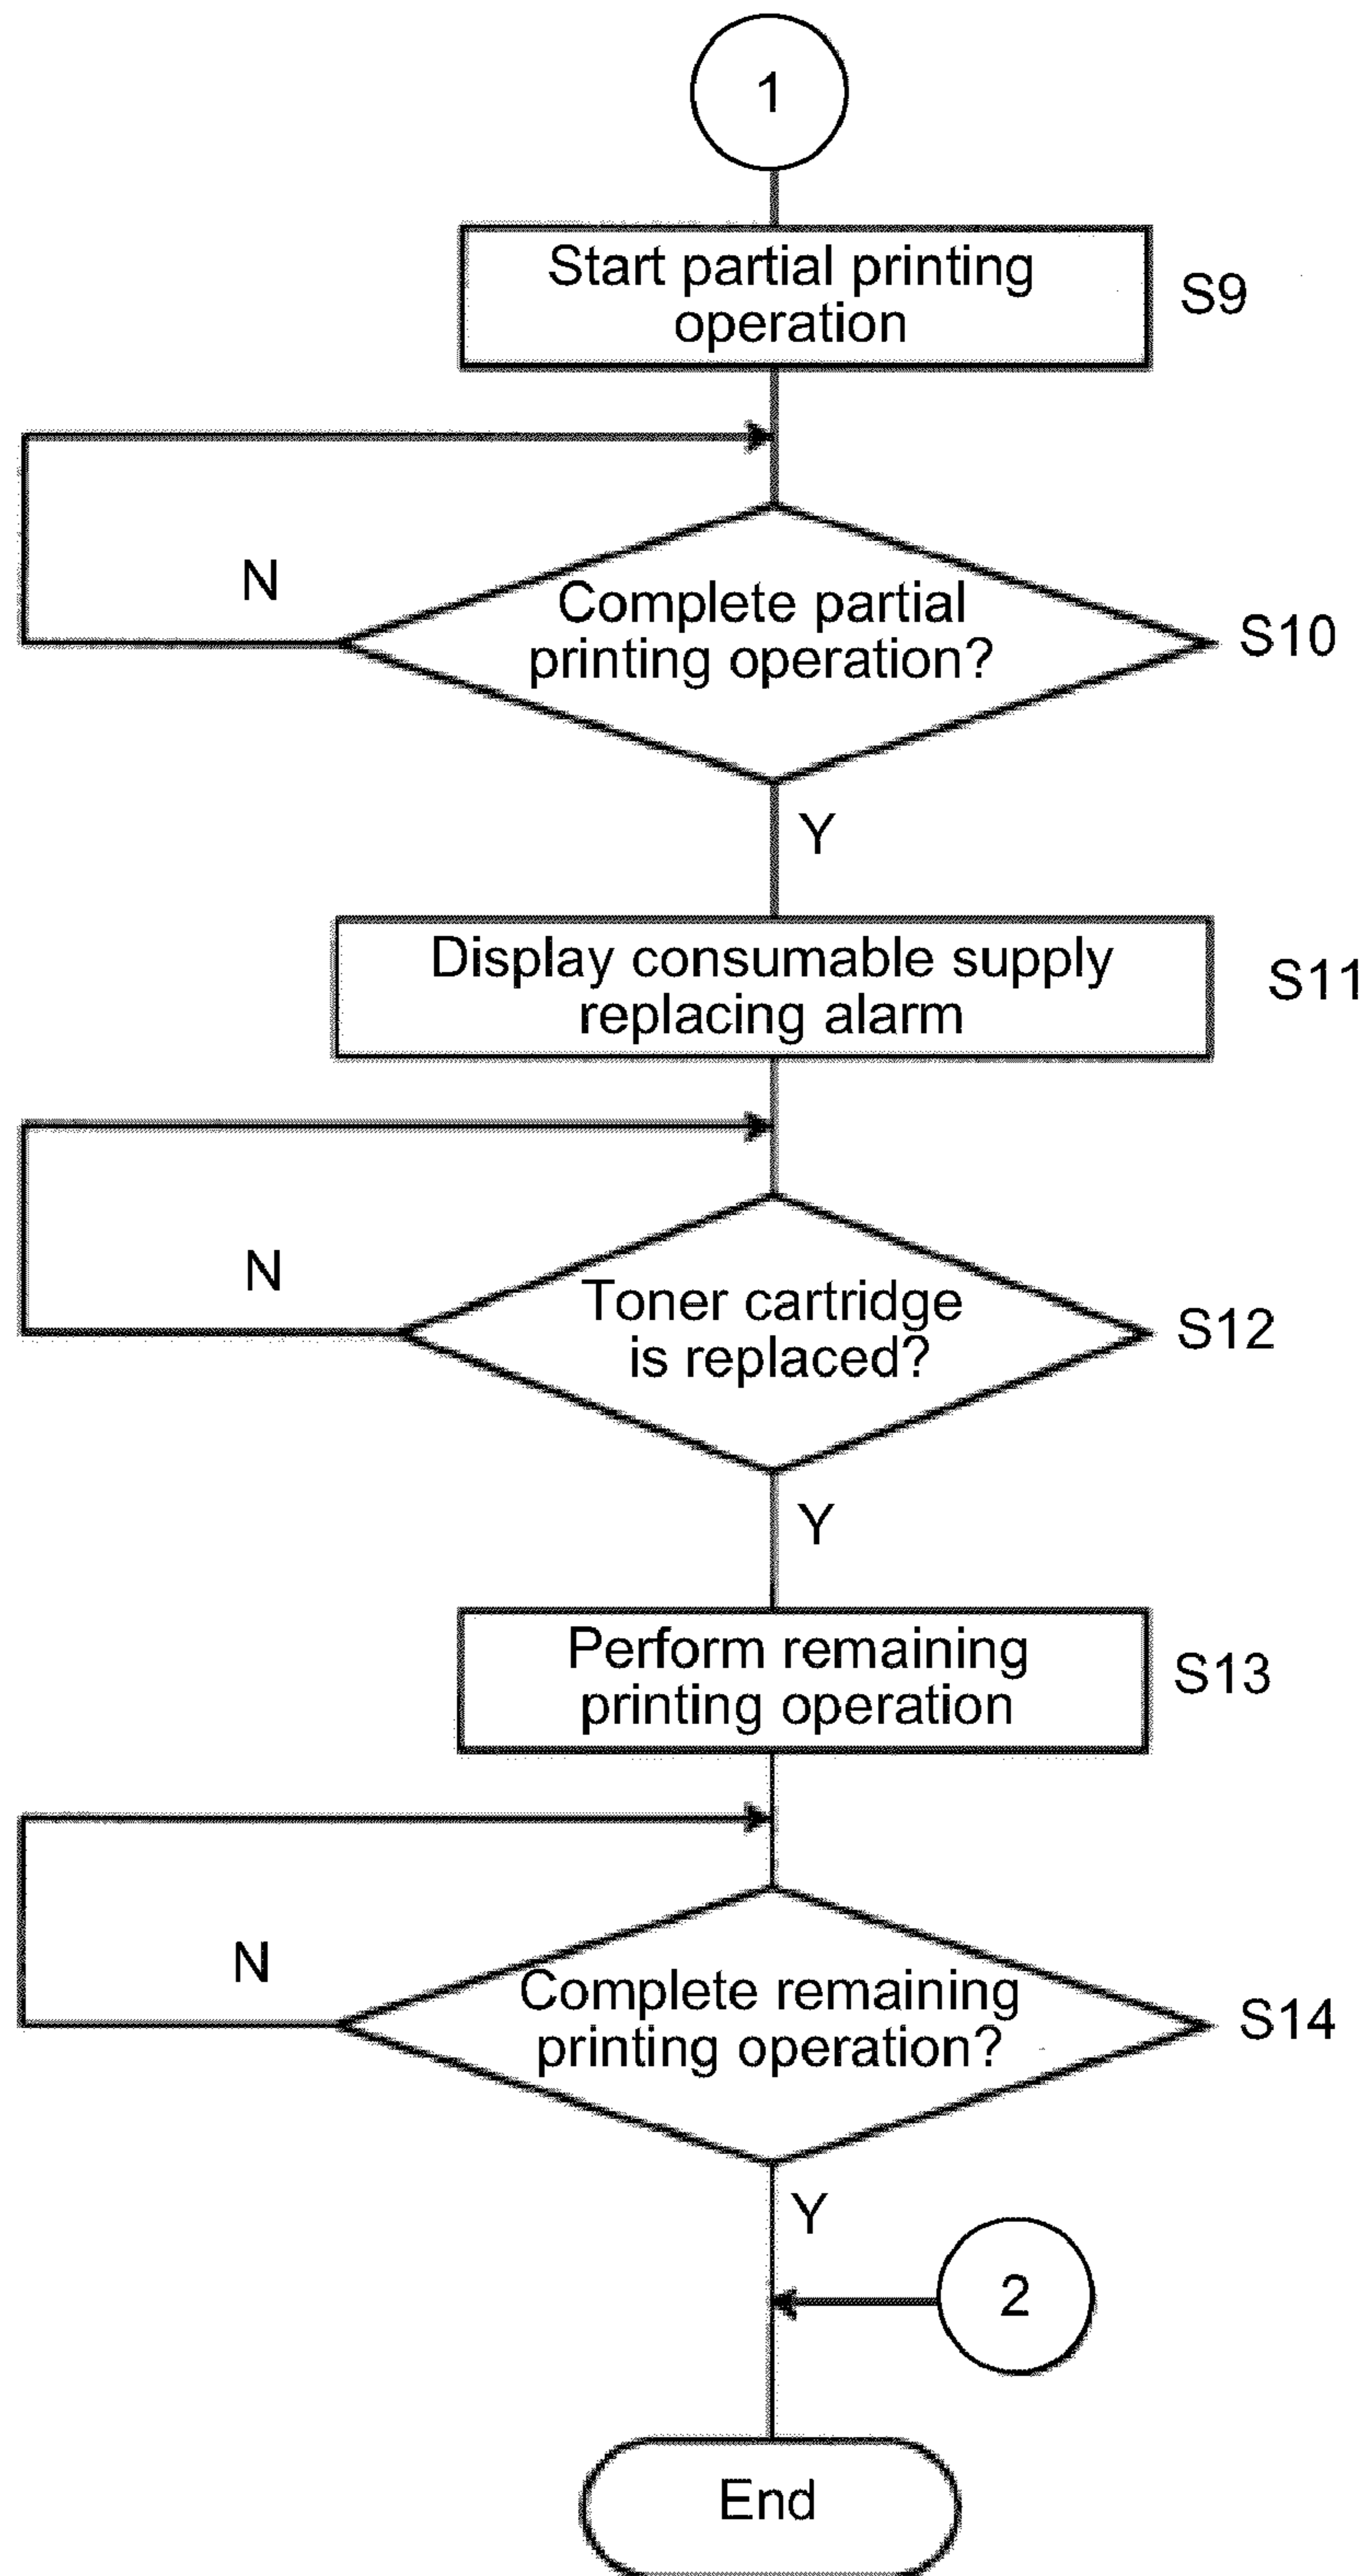 1
Start partial printing
operation
S9
N
Complete partial
printing operation?
S10
Y
Display consumable supply
replacing alarm
S11
N
Toner cartridge
is replaced?
S12
Y
Perform remaining
printing operation
S13
N
Complete remaining
printing operation?
S14
Y
2
End